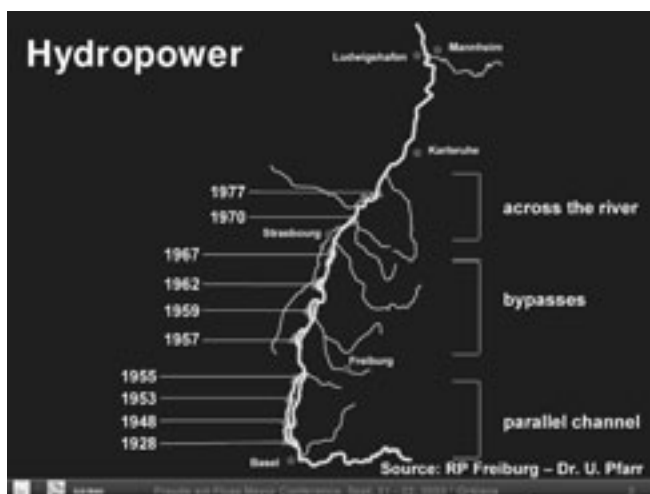 Hydropower
Mannheim
Ludwigshafen
Karlsruhe
1977
across the river
1970
Strasbourg
1967
1962
bypasses
1959
1957
Freiburg
1955
1953
1948
parallel channel
1928
Basel
Source: RP Freiburg – Dr. U. Pfarr